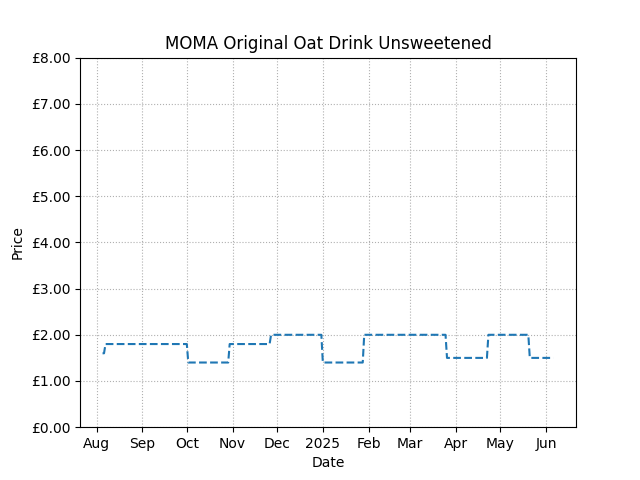 MOMA Original Oat Drink Unsweetened
£8.00
£7.00
£6.00
£5.00
£4.00
£3.00
£2.00
£1.00
£0.00
Price
Aug Sep Oct Nov Dec 2025 Feb Mar Apr May Jun
Date